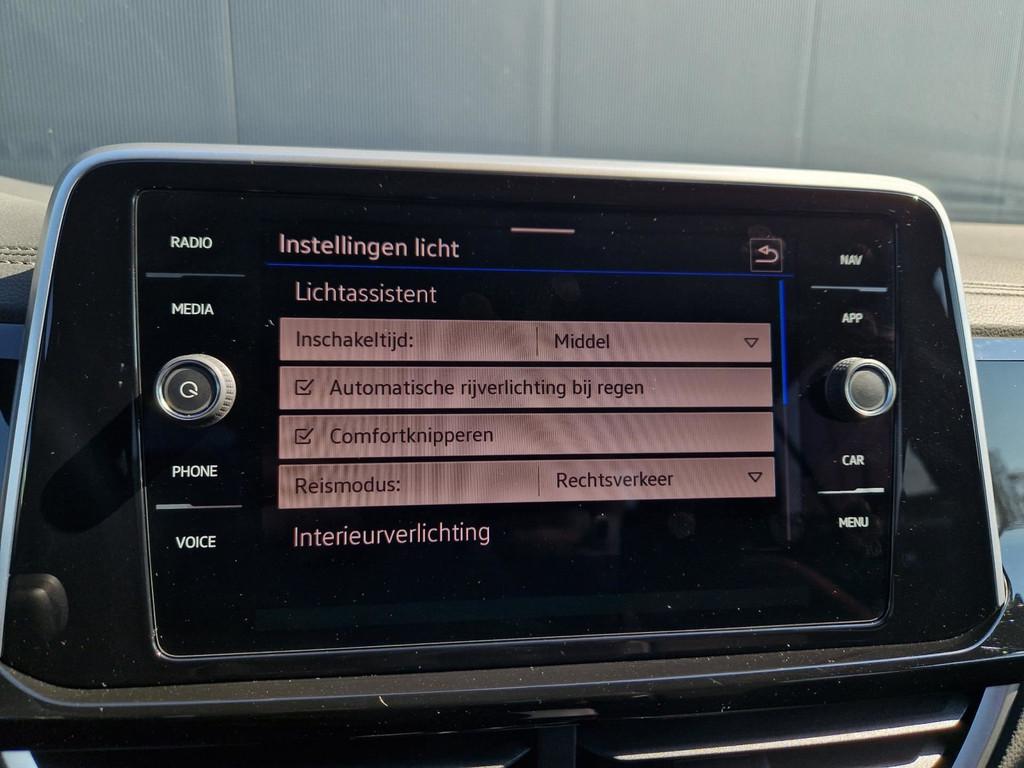 RADIO
MEDIA
PHONE
VOICE
Instellingen licht
Lichtassistent
Inschakeltijd: Middel
Automatische rijverlichting bij regen
Comfortknipperen
Reismodus: Rechtsverkeer
Interieurverlichting
NAV
APP
CAR
MENU